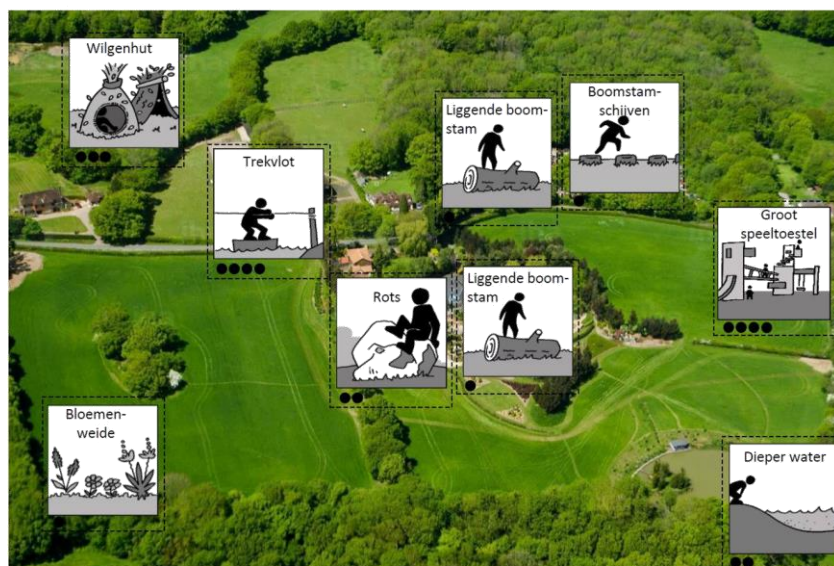 Wilgenhut
Trekvlot
Liggende boom-
stam
Boomstam-
schijven
Groot
speeltoestel
Rots
Liggende boom-
stam
Bloemen-
weide
Dieper water